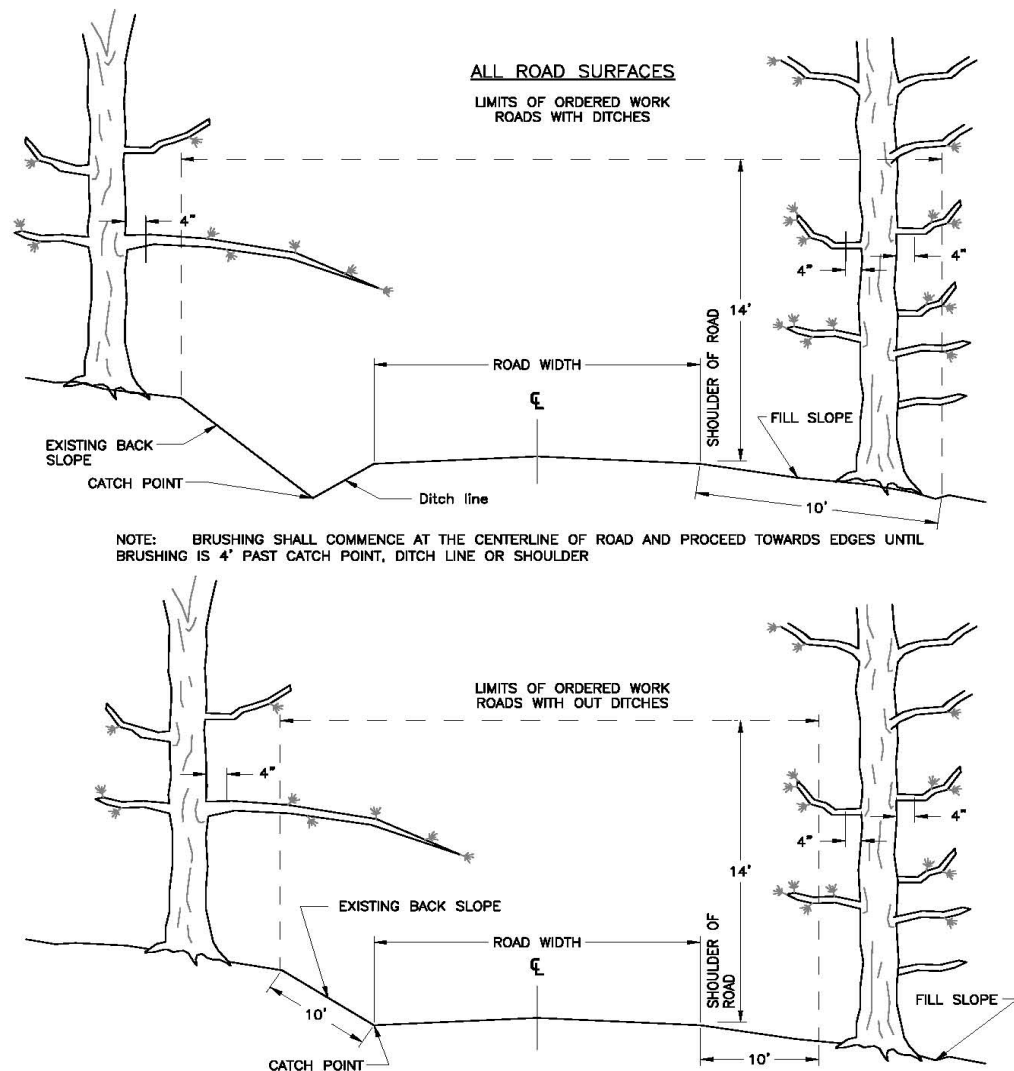 ALL ROAD SURFACES
LIMITS OF ORDERED WORK
ROADS WITH DITCHES
4"
4"
4"
14'
SHOULDER OF ROAD
ROAD WIDTH
℄
FILL SLOPE
EXISTING BACK
SLOPE
CATCH POINT
Ditch line
10'
NOTE: BRUSHING SHALL COMMENCE AT THE CENTERLINE OF ROAD AND PROCEED TOWARDS EDGES UNTIL
BRUSHING IS 4' PAST CATCH POINT, DITCH LINE OR SHOULDER
LIMITS OF ORDERED WORK
ROADS WITH OUT DITCHES
4"
4"
4"
14'
EXISTING BACK SLOPE
SHOULDER OF
ROAD
ROAD WIDTH
℄
FILL SLOPE
10'
CATCH POINT
10'